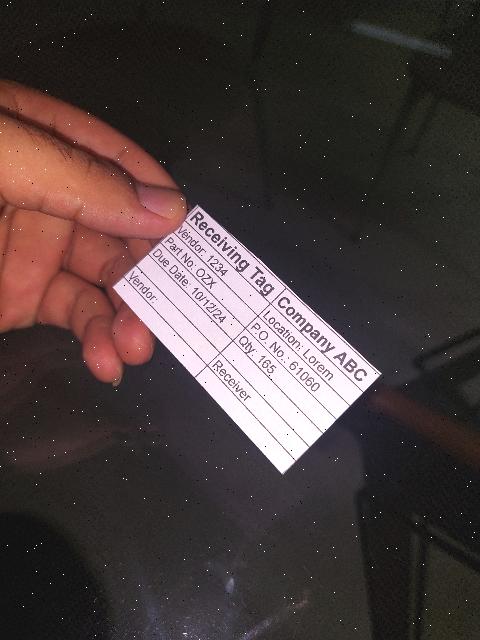 Receiving Tag Company ABC
Vendor: 1234 Location: Lorem
Part No: OZX P.O. No.: 61060
Due Date: 10/12/24 Qty: 165
Vendor: Receiver